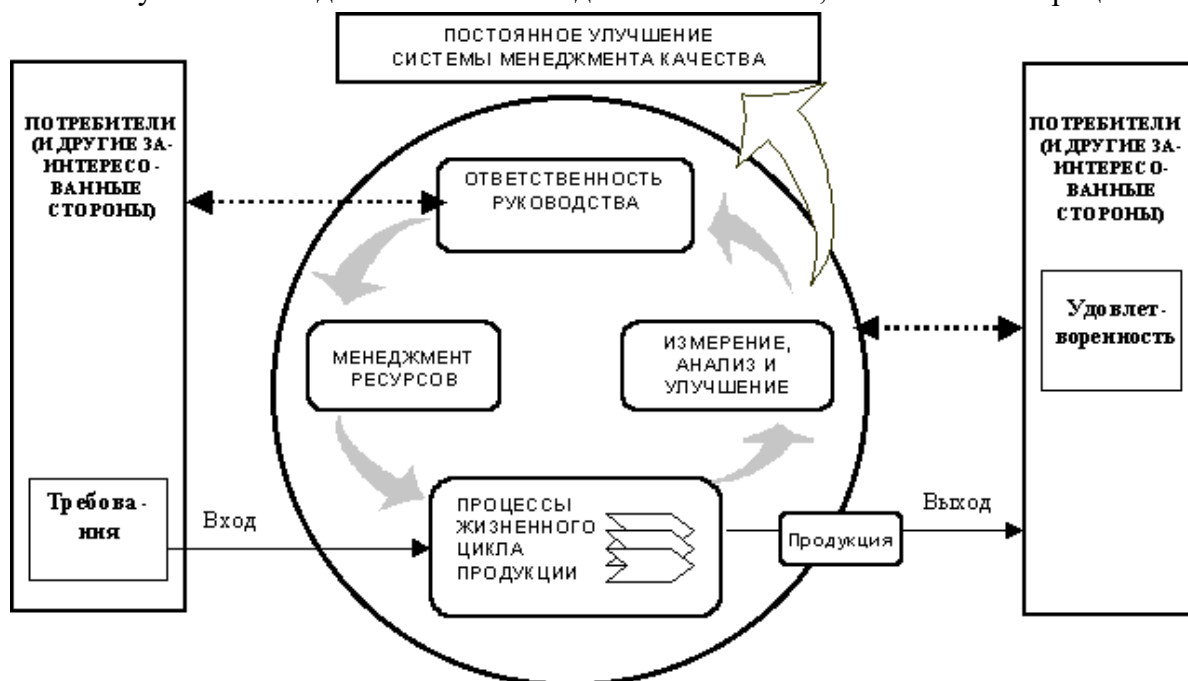 ПОСТОЯННОЕ УЛУЧШЕНИЕ
СИСТЕМЫ МЕНЕДЖМЕНТА КАЧЕСТВА
ПОТРЕБИТЕЛИ
(И ДРУГИЕ ЗА-
ИНТЕРЕСО-
ВАННЫЕ
СТОРОНЫ)
Требова-
ния
Вход
ОТВЕТСТВЕННОСТЬ
РУКОВОДСТВА
МЕНЕДЖМЕНТ
РЕСУРСОВ
ИЗМЕРЕНИЕ,
АНАЛИЗ И
УЛУЧШЕНИЕ
ПРОЦЕССЫ
ЖИЗНЕННОГО
ЦИКЛА
ПРОДУКЦИИ
Продукция
Выход
ПОТРЕБИТЕЛИ
(И ДРУГИЕ ЗА-
ИНТЕРЕСО-
ВАННЫЕ
СТОРОНЫ)
Удовлет-
воренность